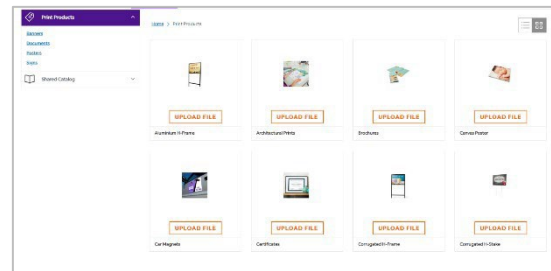 Print Products
Banners
Documents
Posters
Shared Catalog
Home > Print Products
UPLOAD FILE
Aluminium H-Frame
UPLOAD FILE
Architectural Prints
UPLOAD FILE
Brochures
UPLOAD FILE
Canvas Poster
UPLOAD FILE
Car Magnets
UPLOAD FILE
Certificates
UPLOAD FILE
Corrugated H-Frame
UPLOAD FILE
Corrugated H-Stake